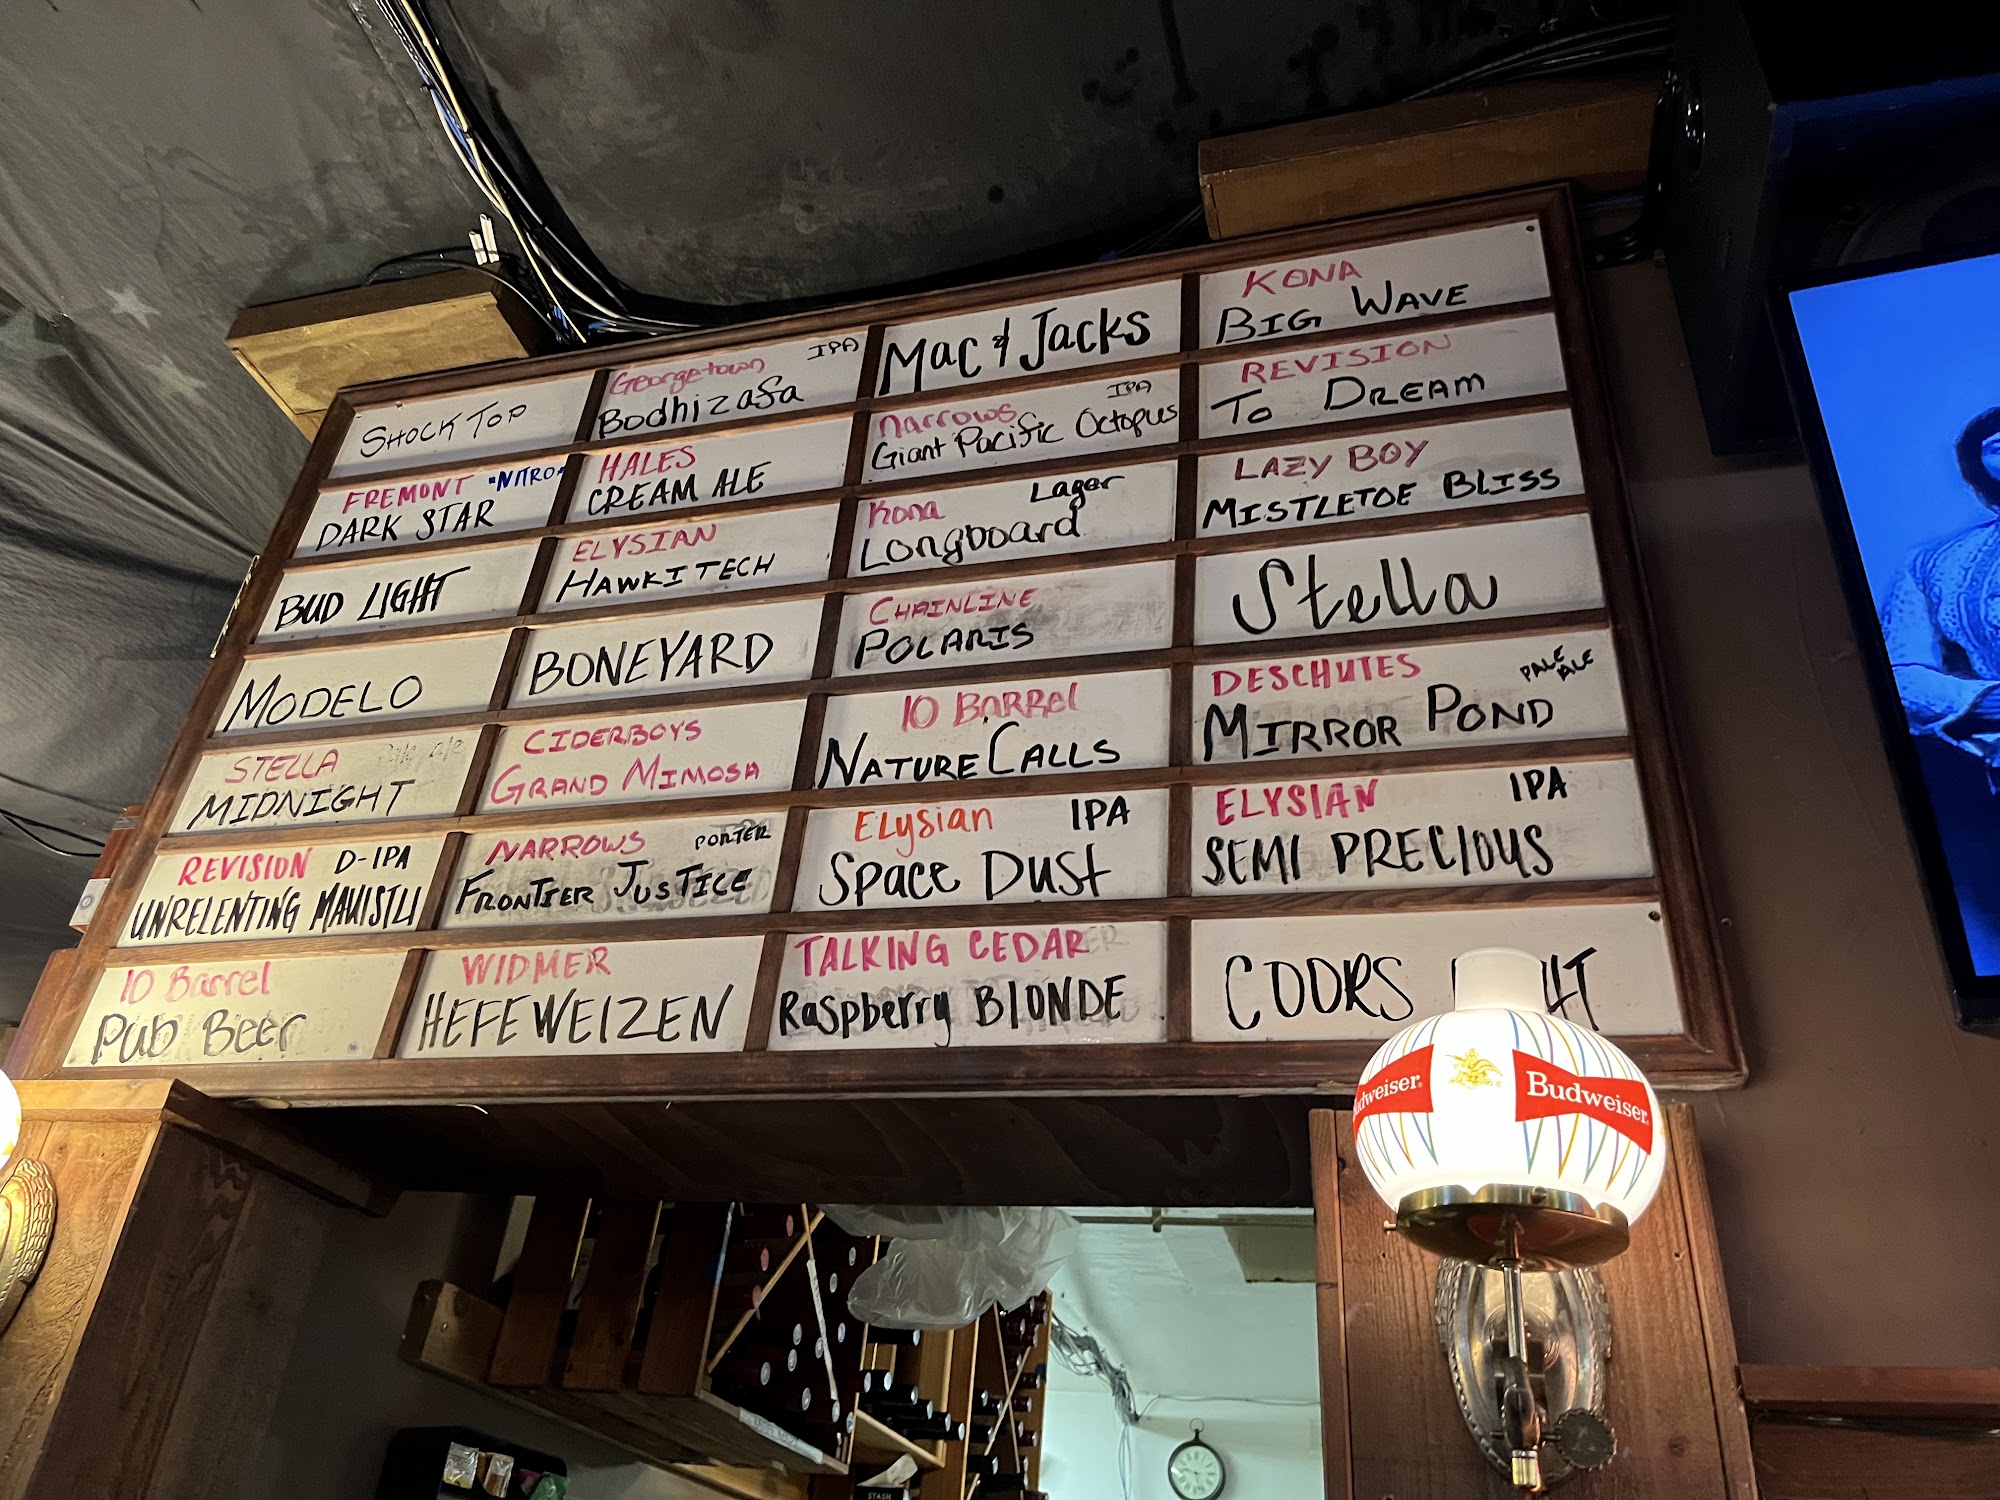 SHOCK TOP
FREMONT "NITRO"
DARK STAR
BUD LIGHT
MODELO
STELLA
MIDNIGHT
REVISION D-IPA
UNRELENTING
10 Barrel
Pub Beer
Georgetown IPA
Bodhizafa
HALES
CREAM ALE
ELYSIAN
HAWKITECH
BONEYARD
CIDERBOYS
GRAND MIMOSA
NARROWS PORTER
FRONTIER JUSTICE
WIDMER
HEFEWEIZEN
Mac & Jacks
Narrows IPA
Giant Pacific Octopus
Kona Lager
Longboard
CHAINLINE
POLARIS
10 BARREL
NATURE CALLS
Elysian IPA
Space Dust
TALKING CEDAR
Raspberry BLONDE
KONA
BIG WAVE
REVISION
TO DREAM
LAZY BOY
MISTLETOE BLISS
Stella
DESCHUTES PALE ALE
MIRROR POND
ELYSIAN IPA
SEMI PRECIOUS
COORS
Budweiser
Budweiser
STASH